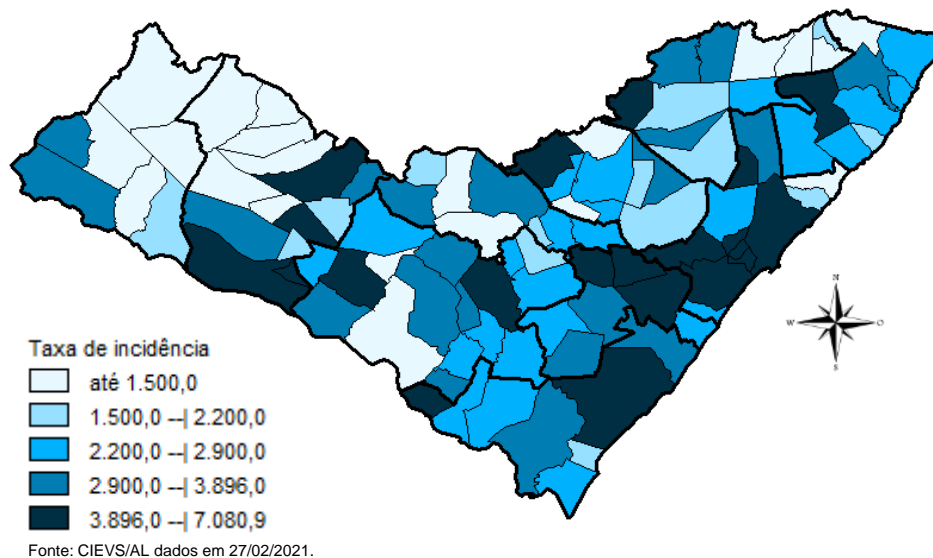 N
W
O
S
Taxa de incidência
até 1.500,0
1.500,0 --| 2.200,0
2.200,0 --| 2.900,0
2.900,0 --| 3.896,0
3.896,0 --| 7.080,9
Fonte: CIEVS/AL dados em 27/02/2021.